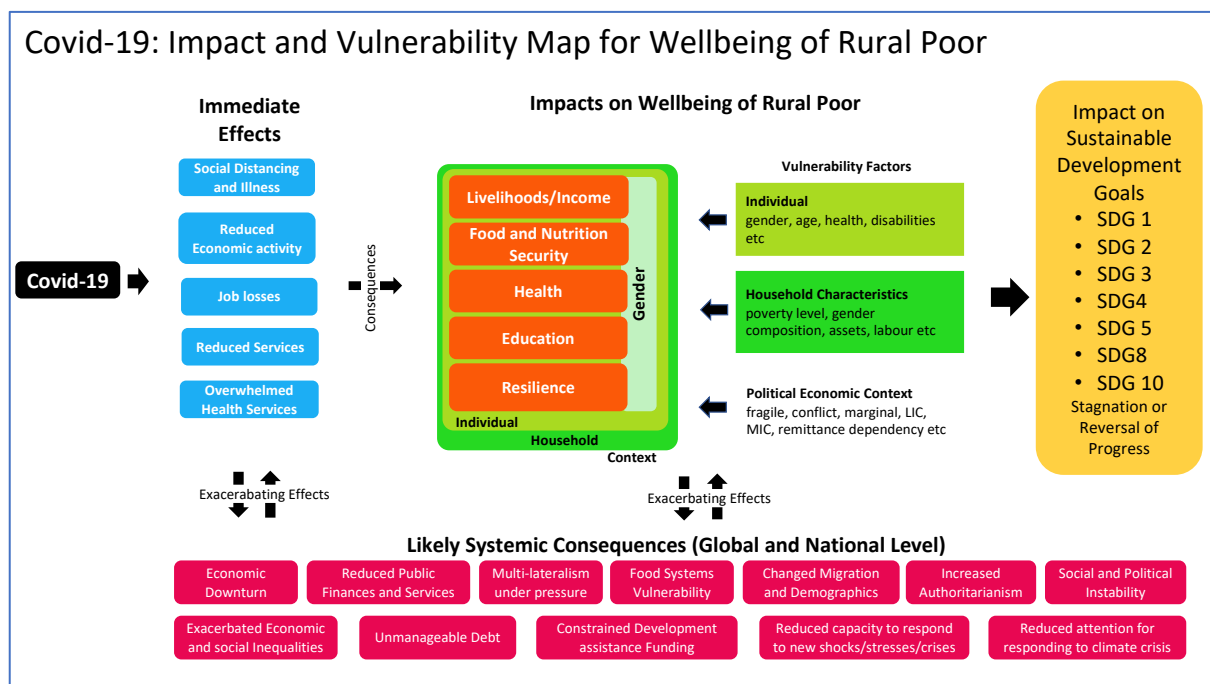 Covid-19: Impact and Vulnerability Map for Wellbeing of Rural Poor
Immediate
Effects
Social Distancing
and Illness
Reduced
Economic activity
Job losses
Reduced Services
Overwhelmed
Health Services
Covid-19
Consequences
Impacts on Wellbeing of Rural Poor
Livelihoods/Income
Food and Nutrition
Security
Health
Education
Resilience
Gender
Individual
Household
Context
Vulnerability Factors
Individual
gender, age, health, disabilities
etc
Household Characteristics
poverty level, gender
composition, assets, labour etc
Political Economic Context
fragile, conflict, marginal, LIC,
MIC, remittance dependency etc
Impact on
Sustainable
Development
Goals
• SDG 1
• SDG 2
• SDG 3
• SDG4
• SDG 5
• SDG8
• SDG 10
Stagnation or
Reversal of
Progress
Exacerabating Effects
Exacerbating Effects
Likely Systemic Consequences (Global and National Level)
Economic
Downturn
Reduced Public
Finances and Services
Multi-lateralism
under pressure
Food Systems
Vulnerability
Changed Migration
and Demographics
Increased
Authoritarianism
Social and Political
Instability
Exacerbated Economic
and social Inequalities
Unmanageable Debt
Constrained Development
assistance Funding
Reduced capacity to respond
to new shocks/stresses/crises
Reduced attention for
responding to climate crisis